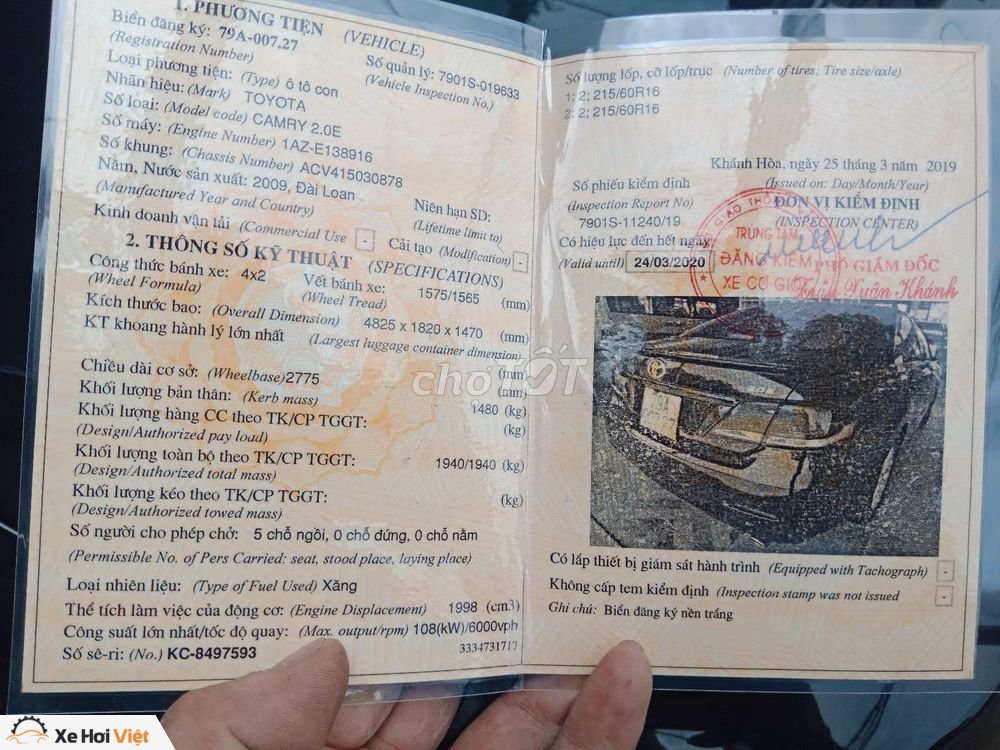 1. PHƯƠNG TIỆN (VEHICLE)
Biển đăng ký: 79A-007.27
(Registration Number)
Số quản lý: 7901S-019633
(Vehicle Inspection No.)
Loại phương tiện: (Type) ô tô con
Nhãn hiệu: (Mark) TOYOTA
Số loại: (Model code) CAMRY 2.0E
Số máy: (Engine Number) 1AZ-E138916
Số khung: (Chassis Number) ACV415030878
Năm, Nước sản xuất: 2009, Đài Loan
(Manufactured Year and Country)
Niên hạn SD:
(Lifetime limit to)
Kinh doanh vận tải (Commercial Use -
Cải tạo (Modification) -
2. THÔNG SỐ KỸ THUẬT (SPECIFICATIONS)
Công thức bánh xe: 4x2
(Wheel Formula)
Vết bánh xe: 1575/1565 (mm)
(Wheel Tread)
Kích thước bao: (Overall Dimension) 4825 x 1820 x 1470 (mm)
KT khoang hành lý lớn nhất
(Largest luggage container dimension)
(mm)
Chiều dài cơ sở: (Wheelbase) 2775 (mm)
Khối lượng bản thân: (Kerb mass) 1480 (kg)
Khối lượng hàng CC theo TK/CP TGGT: (kg)
(Design/Authorized pay load)
Khối lượng toàn bộ theo TK/CP TGGT: 1940/1940 (kg)
(Design/Authorized total mass)
Khối lượng kéo theo TK/CP TGGT: (kg)
(Design/Authorized towed mass)
Số người cho phép chở: 5 chỗ ngồi, 0 chỗ đứng, 0 chỗ nằm
(Permissible No. of Pers Carried: seat, stood place, laying place)
Loại nhiên liệu: (Type of Fuel Used) Xăng
Thể tích làm việc của động cơ: (Engine Displacement) 1998 (cm3)
Công suất lớn nhất/tốc độ quay: (Max. output/rpm) 108(kW)/6000vph
3334731717
Số sê-ri: (No.) KC-8497593
Số lượng lốp, cỡ lốp/trục (Number of tires; Tire size/axle)
1: 2; 215/60R16
2: 2; 215/60R16
Khánh Hòa, ngày 25 tháng 3 năm 2019
(Issued on: Day/Month/Year)
Số phiếu kiểm định
(Inspection Report No)
7901S-11240/19
ĐƠN VỊ KIỂM ĐỊNH
(INSPECTION CENTER)
Có hiệu lực đến hết ngày
(Valid until) 24/03/2020
TRUNG TÂM
ĐĂNG KIỂM
XE CƠ GIỚI
PHÓ GIÁM ĐỐC
Trần Xuân Khánh
Có lắp thiết bị giám sát hành trình (Equipped with Tachograph) -
Không cấp tem kiểm định (Inspection stamp was not issued -
Ghi chú: Biển đăng ký nền trắng
chợTỐT
Xe Hơi Việt